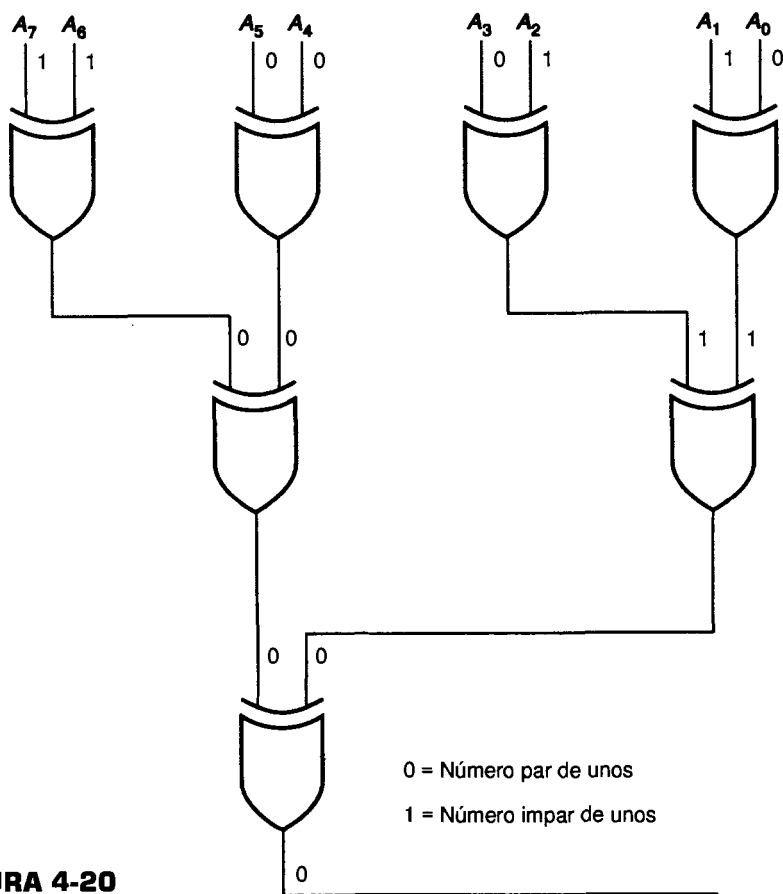 A7 A6 A5 A4 A3 A2 A1 A0
1 1 0 0 0 1 1 0
0 0 1 1
0 0
0 = Número par de unos
1 = Número impar de unos
0
URA 4-20